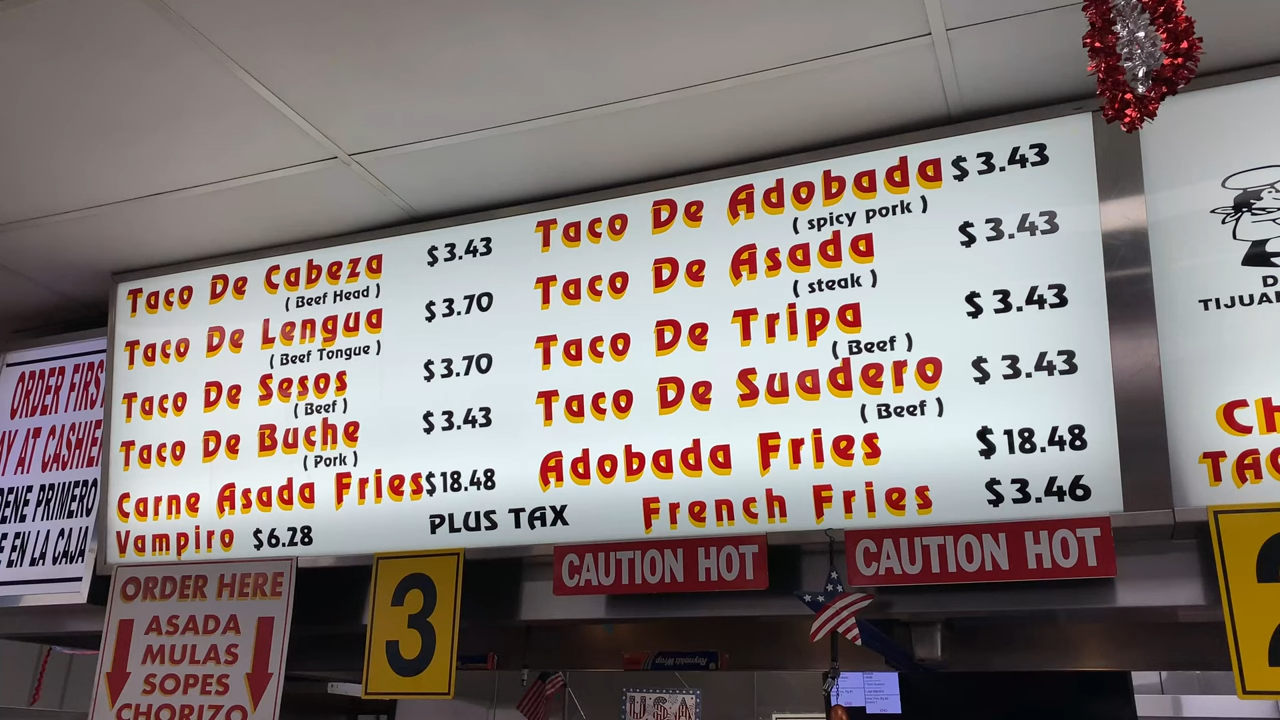 Taco De Cabeza $3.43
(Beef Head)
Taco De Lengua $3.70
(Beef Tongue)
Taco De Sesos $3.70
(Beef)
Taco De Buche $3.43
(Pork)
Carne Asada Fries $18.48
Vampiro $6.28
PLUS TAX
Taco De Adobada $3.43
(spicy pork)
Taco De Asada $3.43
(steak)
Taco De Tripa $3.43
(Beef)
Taco De Suadero $3.43
(Beef)
Adobada Fries $18.48
French Fries $3.46
ORDER
AT
PRIMERO
EN LA CAJA
ORDER HERE
ASADA
MULAS
SOPES
CHORIZO
3
CAUTION HOT
CAUTION HOT
USA
Reynolds Wrap